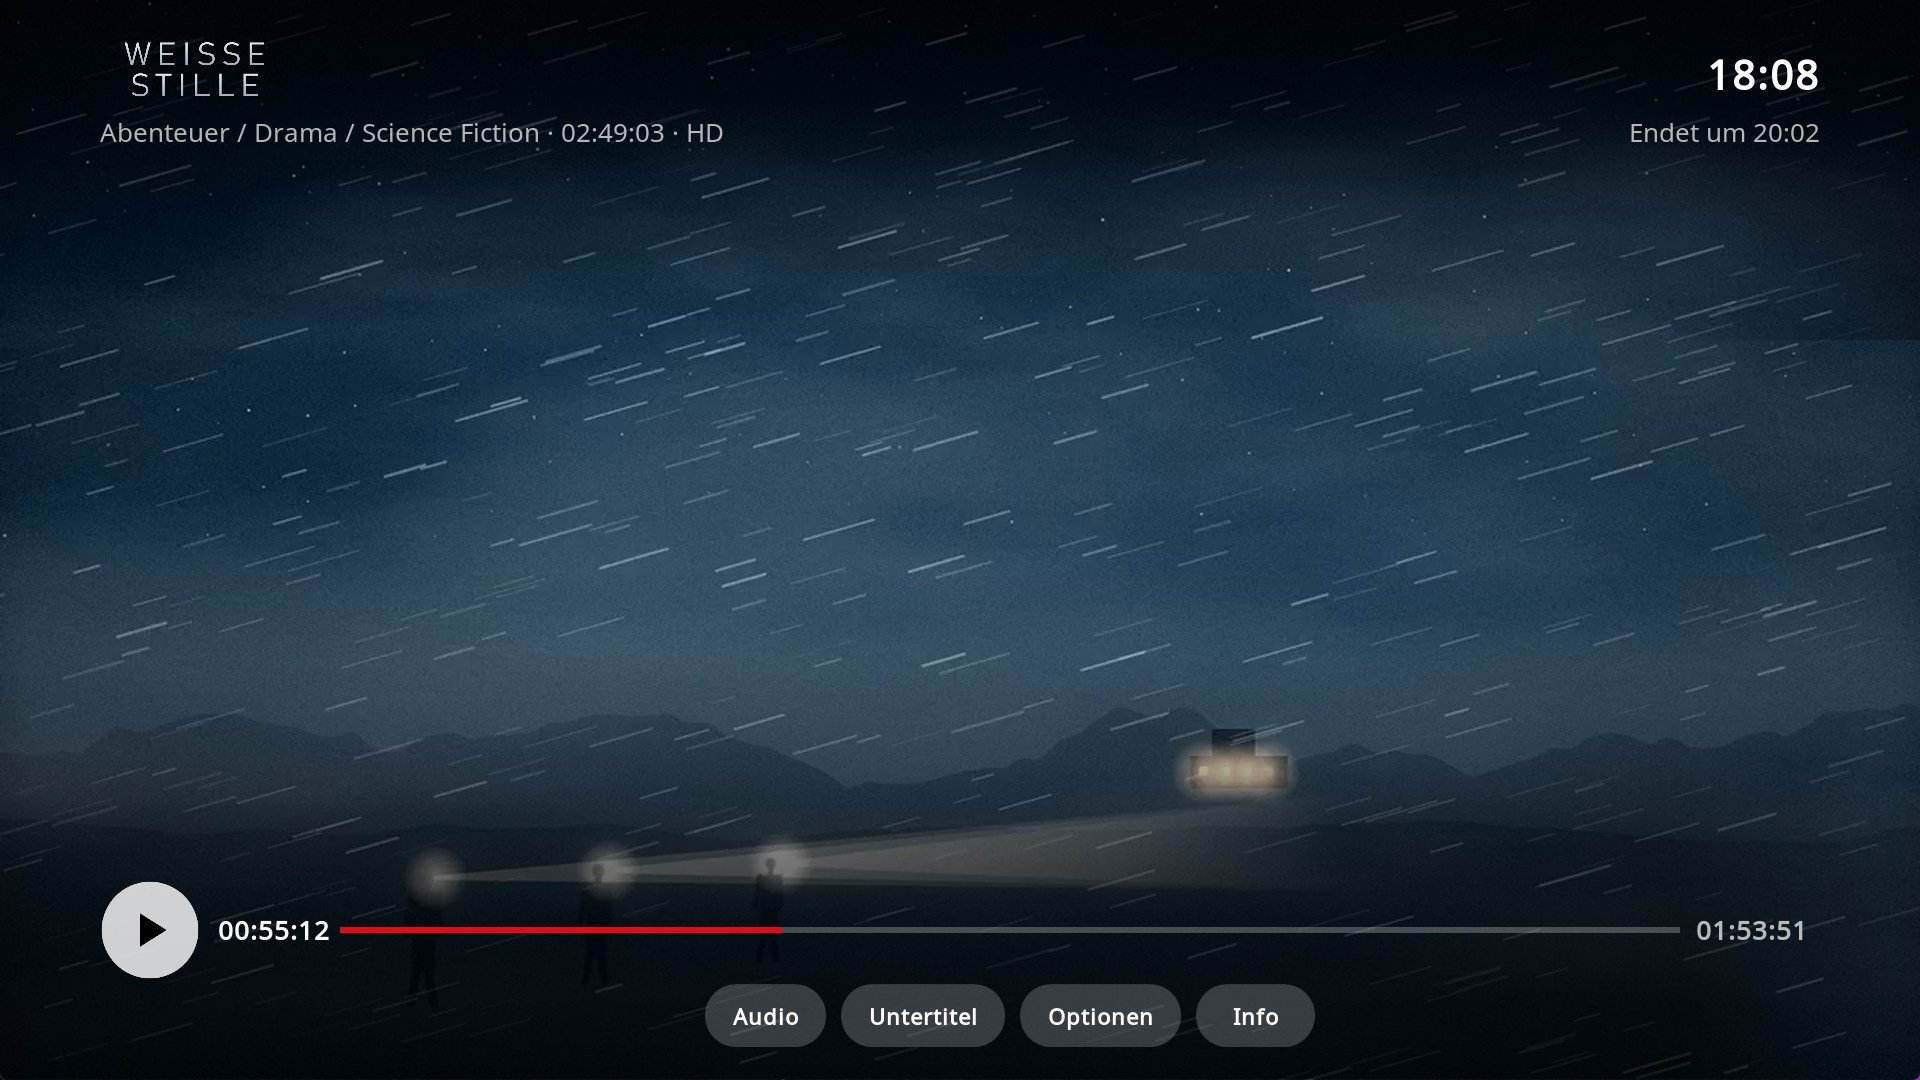 WEISSE
STILLE
Abenteuer / Drama / Science Fiction · 02:49:03 · HD
18:08
Endet um 20:02
00:55:12
01:53:51
Audio
Untertitel
Optionen
Info